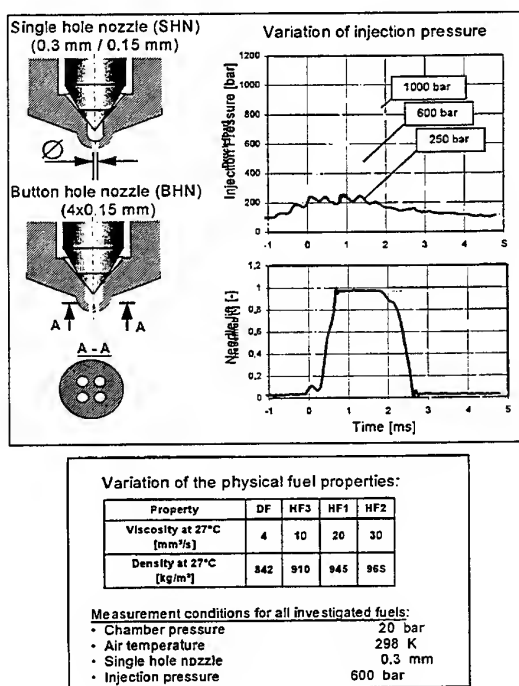 Single hole nozzle (SHN)
(0.3 mm / 0.15 mm)
Ø
Button hole nozzle (BHN)
(4x0.15 mm)
A A
A - A
Variation of injection pressure
Injection Pressure [bar]
1200
1000
800
600
400
200
0
1000 bar
600 bar
250 bar
-1 0 1 2 3 4 5
Needle lift [-]
1,2
1
0,8
0,6
0,4
0,2
0
-1 0 1 2 3 4 5
Time [ms]
Variation of the physical fuel properties:
Property DF HF3 HF1 HF2
Viscosity at 27°C
[mm²/s] 4 10 20 30
Density at 27°C
[kg/m³] 842 910 945 965
Measurement conditions for all investigated fuels:
• Chamber pressure 20 bar
• Air temperature 298 K
• Single hole nozzle 0.3 mm
• Injection pressure 600 bar